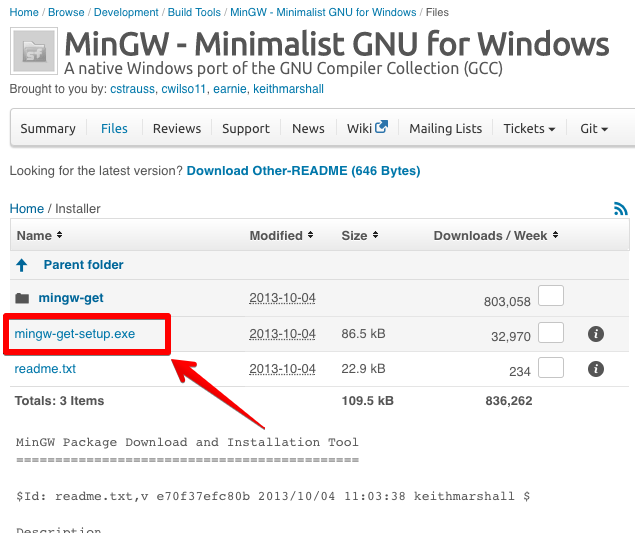 Home / Browse / Development / Build Tools / MinGW - Minimalist GNU for Windows / Files
MinGW - Minimalist GNU for Windows
A native Windows port of the GNU Compiler Collection (GCC)
Brought to you by: cstrauss, cwilso11, earnie, keithmarshall
Summary Files Reviews Support News Wiki Mailing Lists Tickets Git
Looking for the latest version? Download Other-README (646 Bytes)
Home / Installer
Name Modified Size Downloads / Week
Parent folder
mingw-get 2013-10-04 803,058
mingw-get-setup.exe 2013-10-04 86.5 kB 32,970
readme.txt 2013-10-04 22.9 kB 234
Totals: 3 Items 109.5 kB 836,262
MinGW Package Download and Installation Tool
===========================================
$Id: readme.txt,v e70f37efc80b 2013/10/04 11:03:38 keithmarshall $
Description